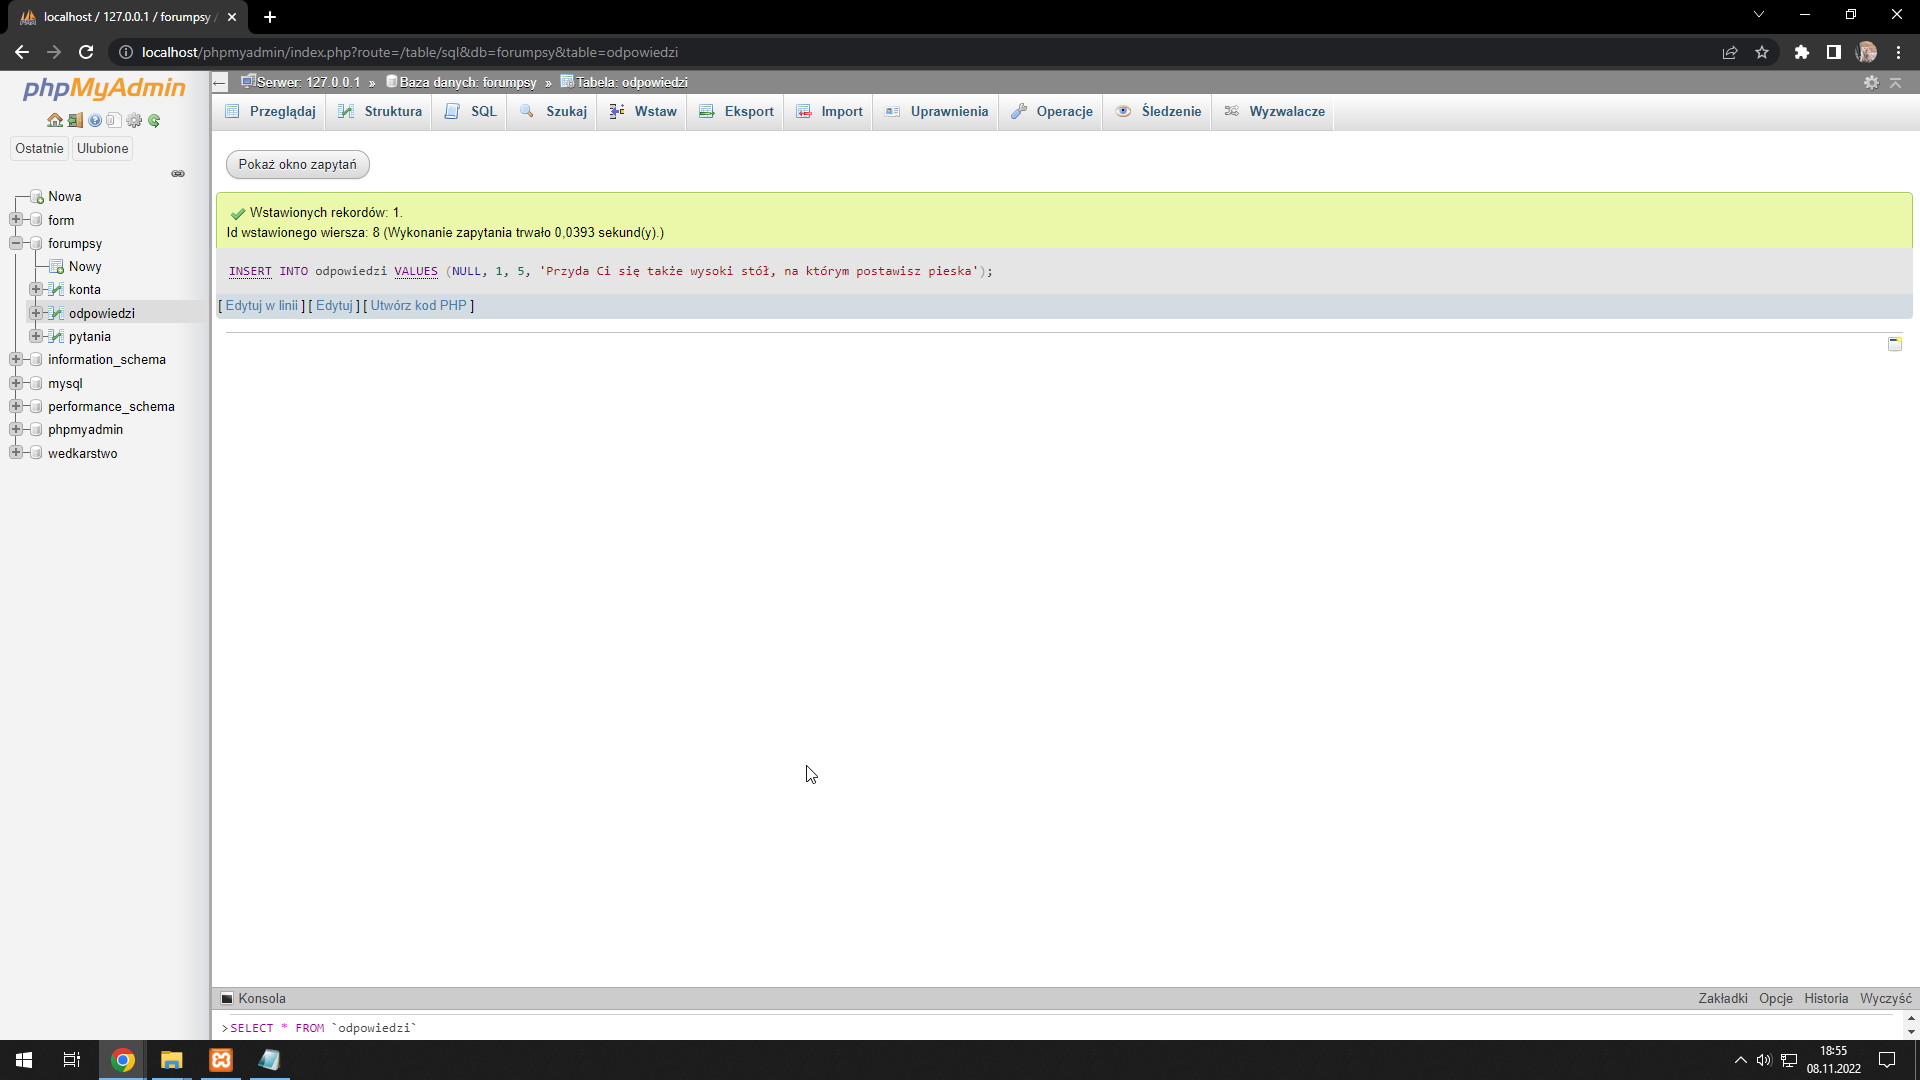 localhost / 127.0.0.1 / forumpsy /
localhost/phpmyadmin/index.php?route=/table/sql&db=forumpsy&table=odpowiedzi
phpMyAdmin
Ostatnie Ulubione
Nowa
form
forumpsy
Nowy
konta
odpowiedzi
pytania
information_schema
mysql
performance_schema
phpmyadmin
wedkarstwo
Serwer: 127.0.0.1 » Baza danych: forumpsy » Tabela: odpowiedzi
Przeglądaj Struktura SQL Szukaj Wstaw Eksport Import Uprawnienia Operacje Śledzenie Wyzwalacze
Pokaż okno zapytań
Wstawionych rekordów: 1.
Id wstawionego wiersza: 8 (Wykonanie zapytania trwało 0,0393 sekund(y).)
INSERT INTO odpowiedzi VALUES (NULL, 1, 5, 'Przyda Ci się także wysoki stół, na którym postawisz pieska');
[ Edytuj w linii ] [ Edytuj ] [ Utwórz kod PHP ]
Konsola
Zakładki Opcje Historia Wyczyść
>SELECT * FROM `odpowiedzi`
18:55
08.11.2022